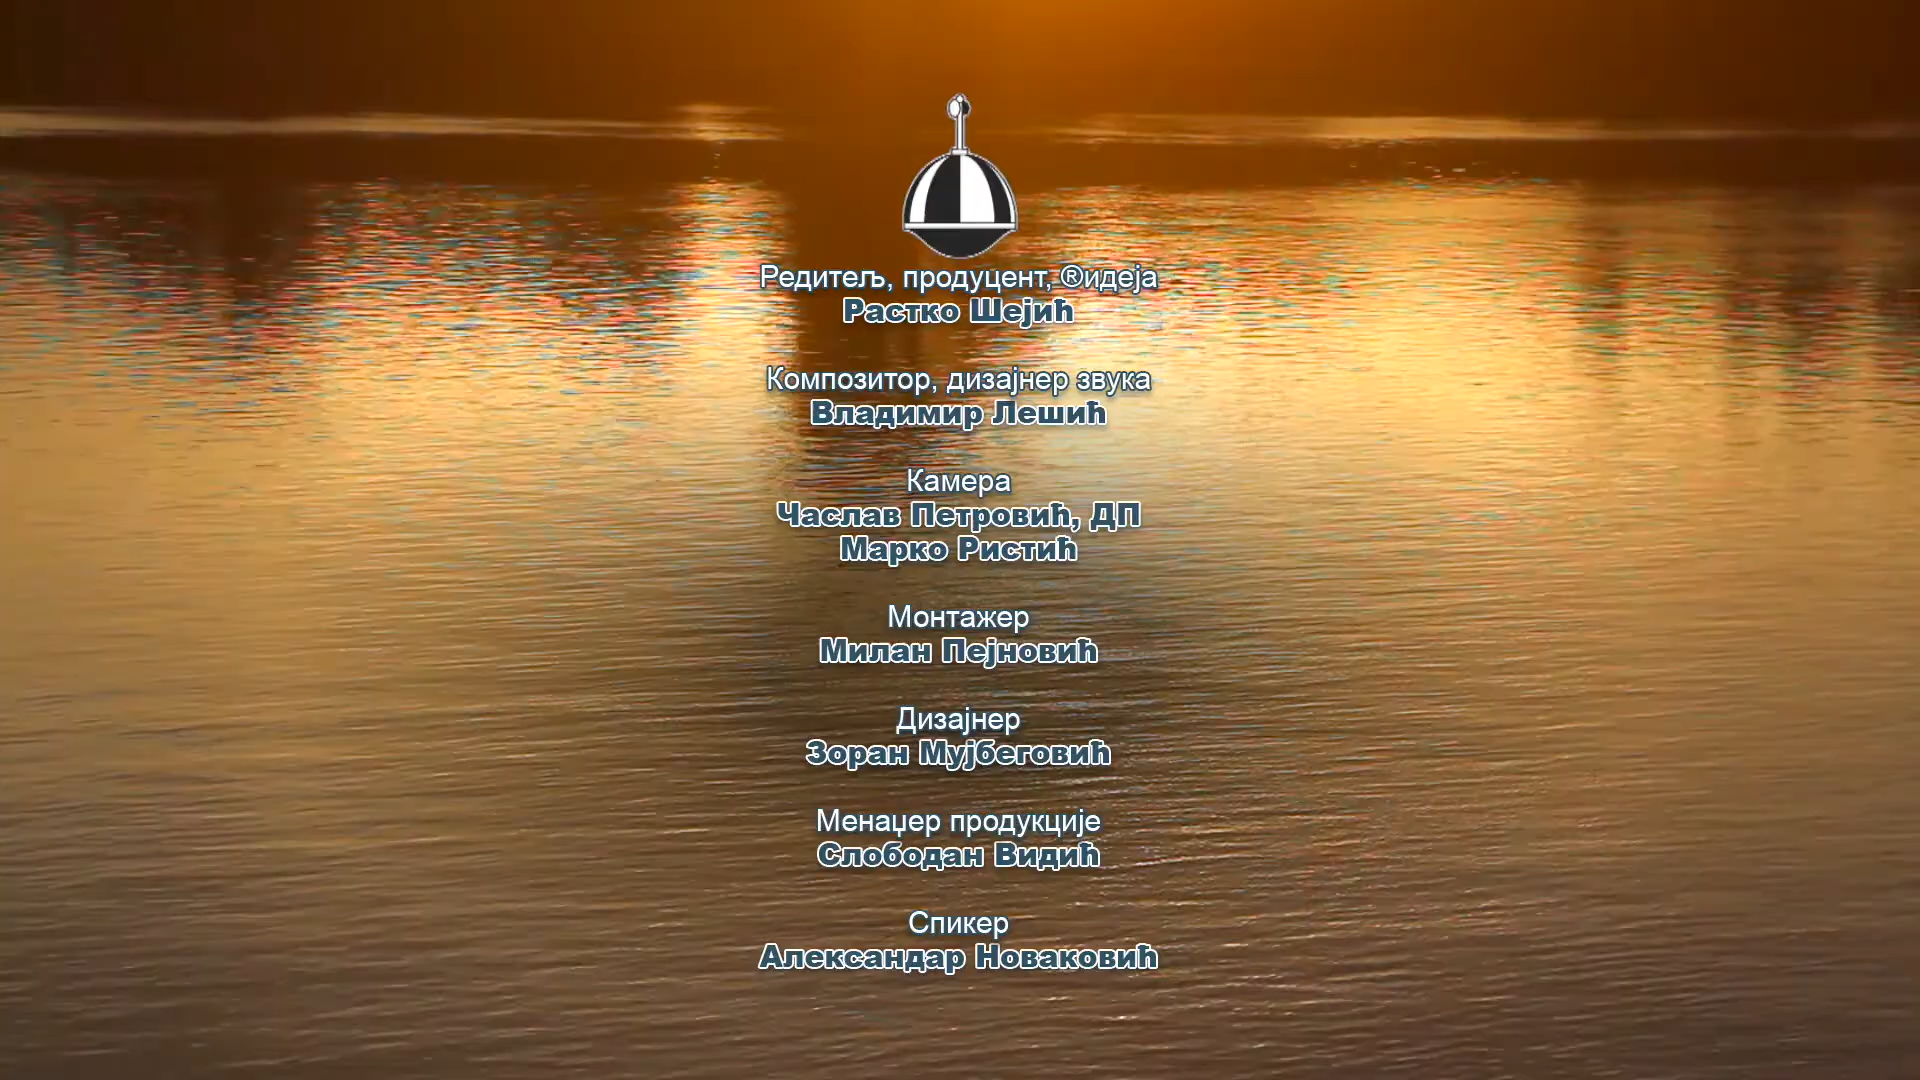 Редитељ, продуцент, ®идеја
Растко Шејић
Композитор, дизајнер звука
Владимир Лешић
Камера
Часлав Петровић, ДП
Марко Ристић
Монтажер
Милан Пејновић
Дизајнер
Зоран Мујбеговић
Менаџер продукције
Слободан Видић
Спикер
Александар Новаковић